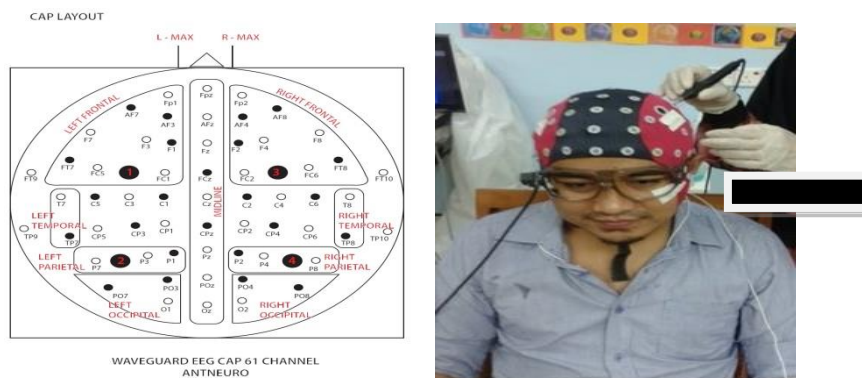 CAP LAYOUT
L - MAX R - MAX
LEFT FRONTAL
RIGHT FRONTAL
Fp1 Fpz Fp2
AF7 AF3 AFz AF4 AF8
F7 F3 F1 Fz F2 F4 F8
FT9 FT7 FC5 1 FC1 FCz FC2 3 FC6 FT8 FT10
MIDLINE
T7 C5 C3 C1 Cz C2 C4 C6 T8
LEFT TEMPORAL
RIGHT TEMPORAL
TP9 TP7 CP5 CP3 CP1 CPz CP2 CP4 CP6 TP8 TP10
LEFT PARIETAL
RIGHT PARIETAL
P7 2 P3 P1 Pz P2 P4 4 P8
PO7 PO3 POz PO4 PO8
LEFT OCCIPITAL
RIGHT OCCIPITAL
O1 Oz O2
WAVEGUARD EEG CAP 61 CHANNEL
ANTNEURO